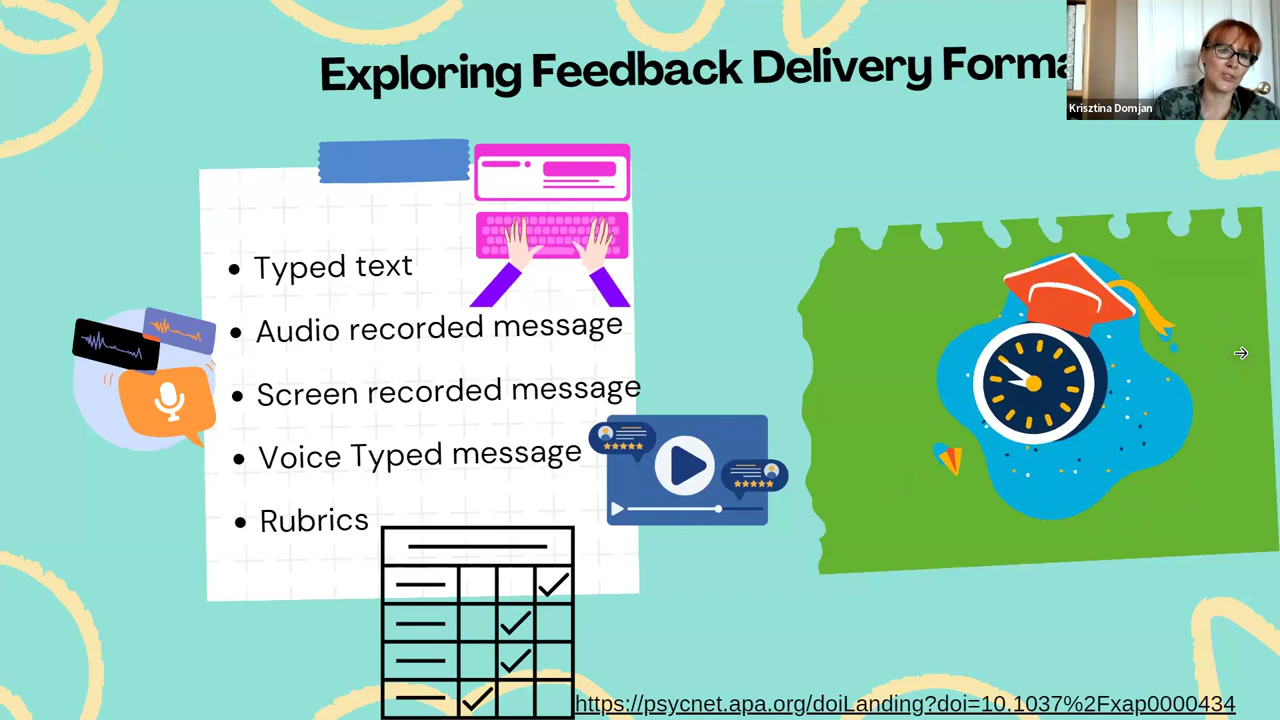 Exploring Feedback Delivery Forma
Krisztina Domjan
Typed text
Audio recorded message
Screen recorded message
Voice Typed message
Rubrics
https://psycnet.apa.org/doiLanding?doi=10.1037%2Fxap0000434